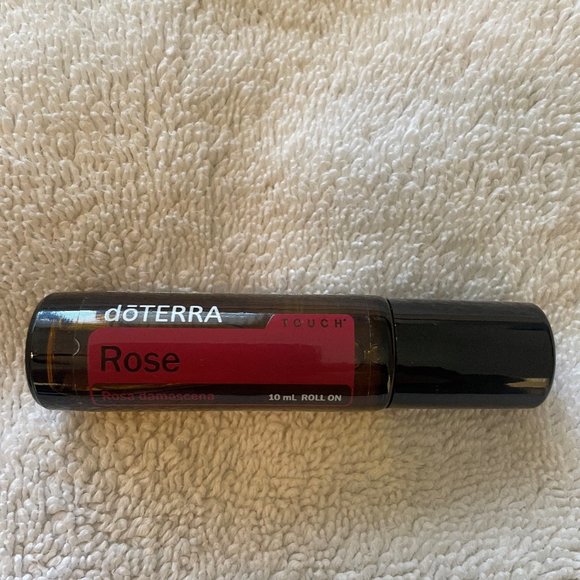 dōTERRA
TOUCH®
Rose
Rosa damascena
10 mL ROLL ON